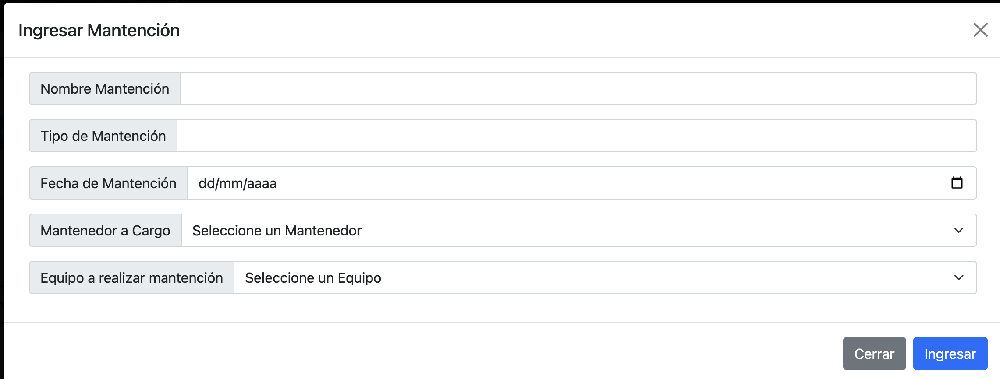 Ingresar Mantención
Nombre Mantención
Tipo de Mantención
Fecha de Mantención dd/mm/aaaa
Mantenedor a Cargo Seleccione un Mantenedor
Equipo a realizar mantención Seleccione un Equipo
Cerrar Ingresar